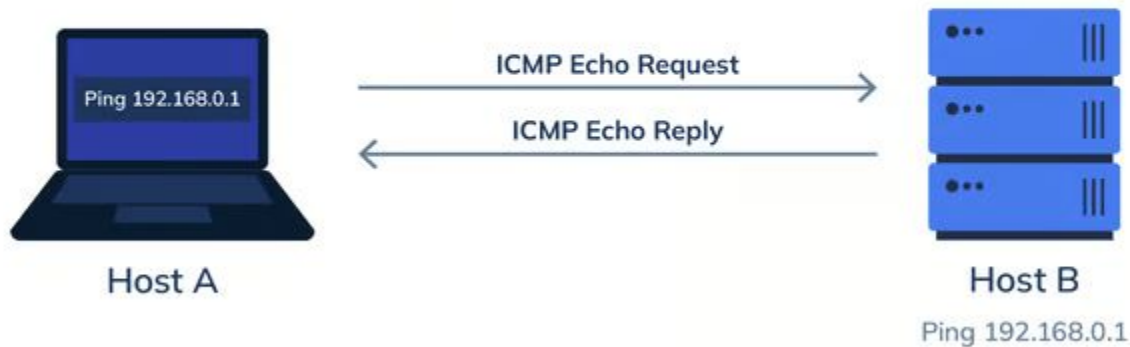 Ping 192.168.0.1
ICMP Echo Request
ICMP Echo Reply
Host A
Host B
Ping 192.168.0.1